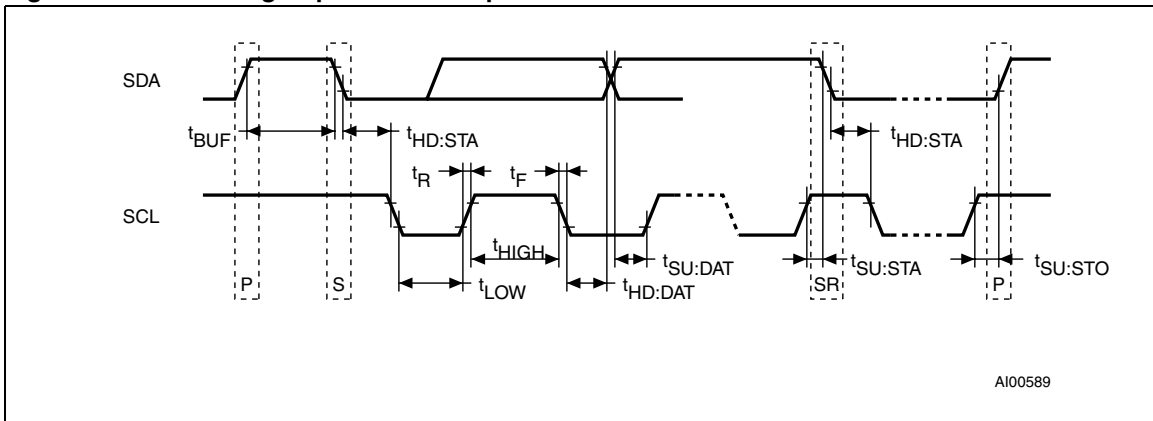 SDA
tBUF
tHD:STA
tHD:STA
tR
tF
SCL
tHIGH
tSU:DAT
tSU:STA
tSU:STO
P
S
tLOW
tHD:DAT
SR
P
AI00589